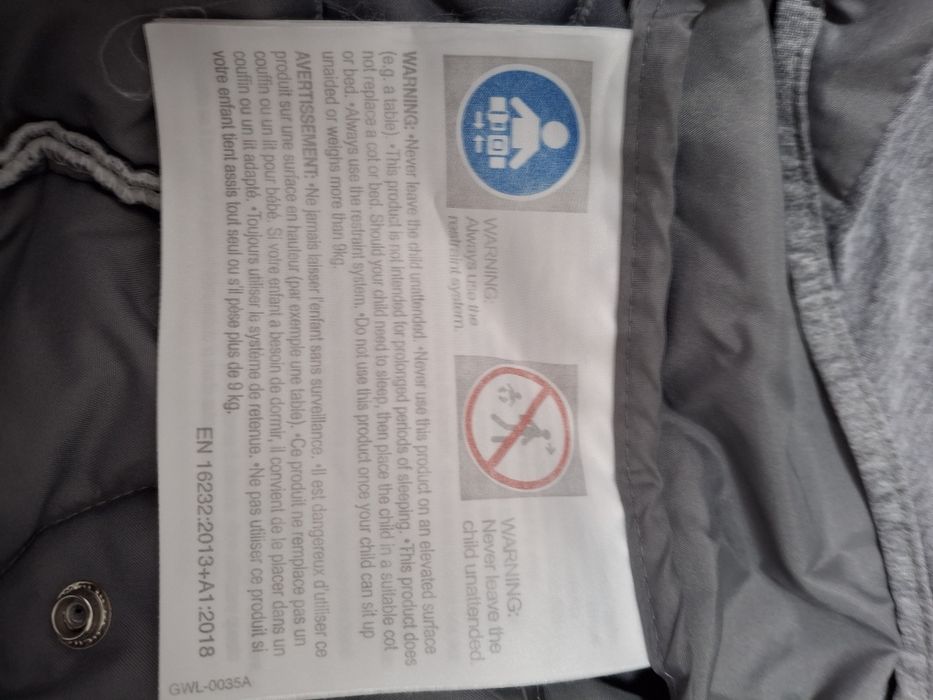 WARNING:
Always use the
restraint system.
WARNING:
Never leave the
child unattended.
WARNING: •Never leave the child unattended. •Never use this product on an elevated surface
(e.g. a table). •This product is not intended for prolonged periods of sleeping. •This product does
not replace a cot or bed. Should your child need to sleep, then place the child in a suitable cot
or bed. •Always use the restraint system. •Do not use this product once your child can sit up
unaided or weighs more than 9kg.
AVERTISSEMENT: •Ne jamais laisser l'enfant sans surveillance. •Il est dangereux d'utiliser ce
produit sur une surface en hauteur (par exemple une table). •Ce produit ne remplace pas un
couffin ou un lit pour bébé. Si votre enfant a besoin de dormir, il convient de le placer dans un
couffin ou un lit adapté. •Toujours utiliser le système de retenue. •Ne pas utiliser ce produit si
votre enfant tient assis tout seul ou s'il pèse plus de 9 kg.
EN 16232:2013+A1:2018
GWL-0035A